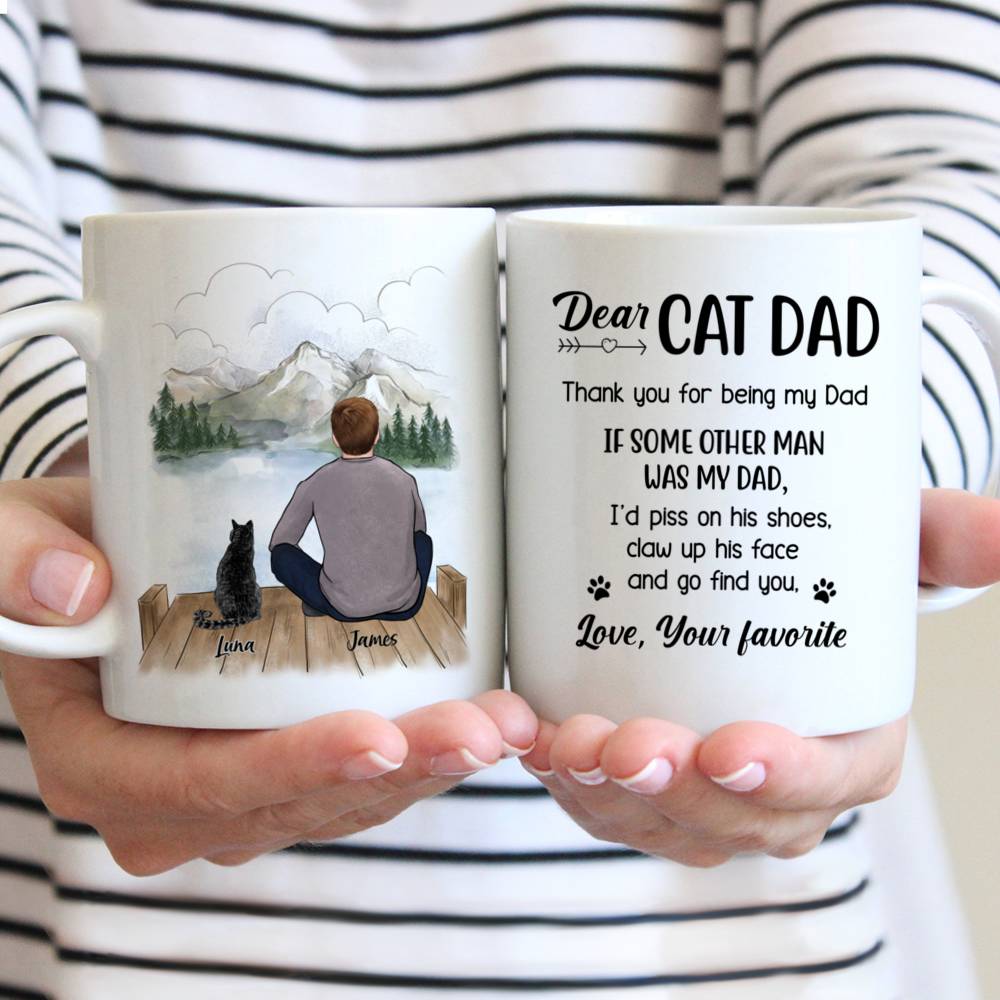 Luna
James
Dear CAT DAD
Thank you for being my Dad
IF SOME OTHER MAN
WAS MY DAD,
I'd piss on his shoes,
claw up his face
and go find you,
Love, Your favorite